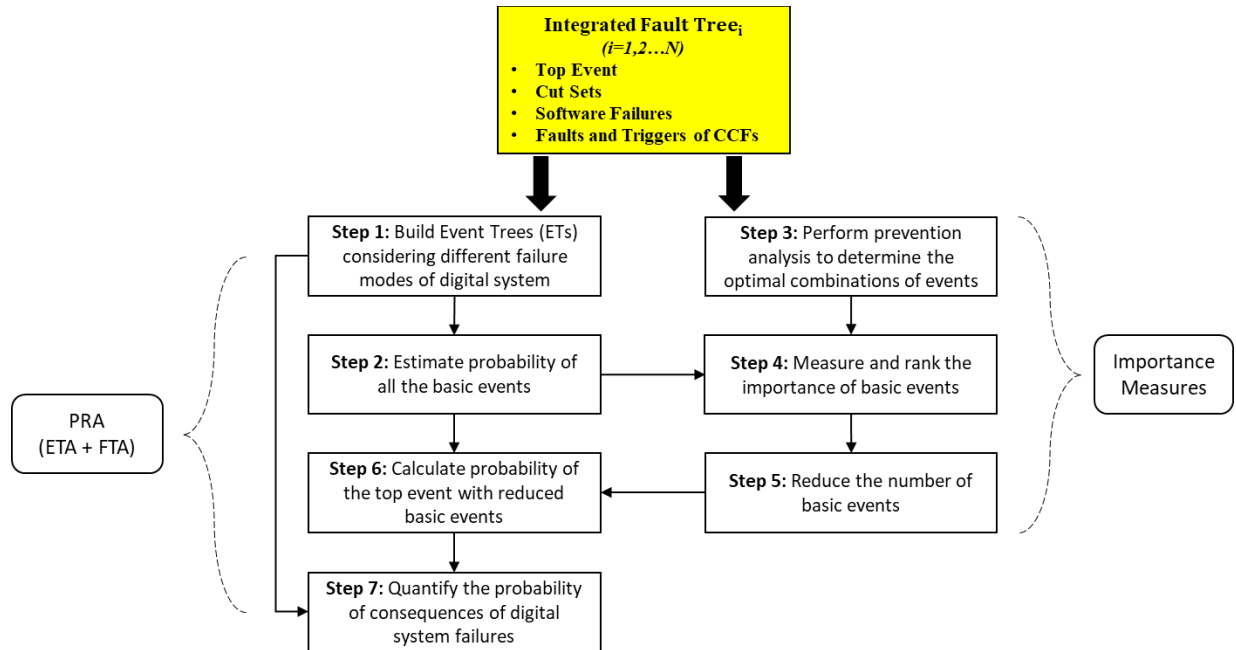 Integrated Fault Treeᵢ
(i=1,2…N)
• Top Event
• Cut Sets
• Software Failures
• Faults and Triggers of CCFs
Step 1: Build Event Trees (ETs)
considering different failure
modes of digital system
Step 3: Perform prevention
analysis to determine the
optimal combinations of events
Step 2: Estimate probability of
all the basic events
Step 4: Measure and rank the
importance of basic events
Importance
Measures
PRA
(ETA + FTA)
Step 6: Calculate probability of
the top event with reduced
basic events
Step 5: Reduce the number of
basic events
Step 7: Quantify the probability
of consequences of digital
system failures